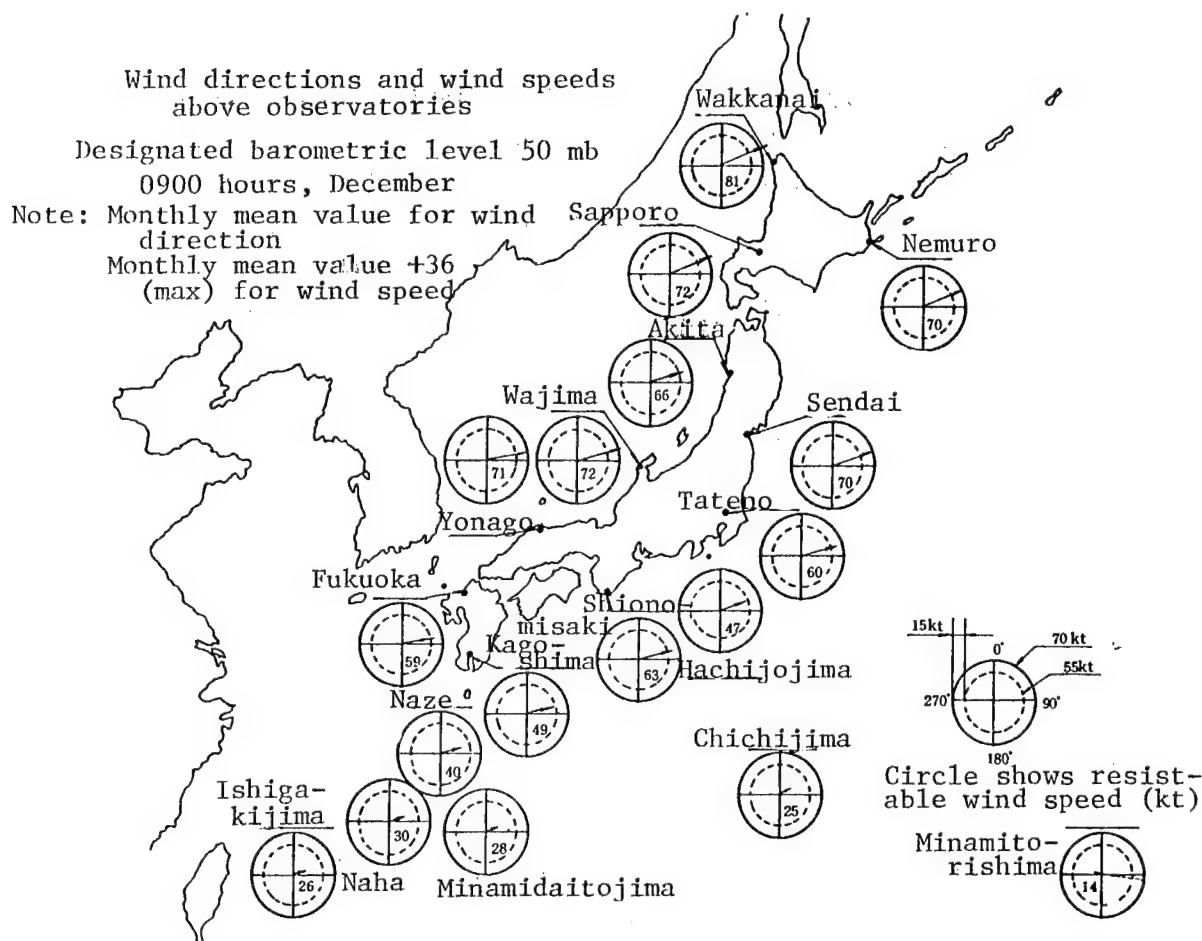 Wind directions and wind speeds
above observatories
Designated barometric level 50 mb
0900 hours, December
Note: Monthly mean value for wind
direction
Monthly mean value +36
(max) for wind speed
Wakkanai
81
Sapporo
72
Nemuro
70
Akita
66
Wajima
71
72
Sendai
70
Yonago
Tateno
60
Fukuoka
59
Shiono-
misaki
63
47
Hachijojima
Kago-
shima
49
Naze
40
Chichijima
25
Ishiga-
kijima
26
30
Naha
28
Minamidaitojima
15kt
0°
70 kt
55kt
270°
90°
180°
Circle shows resist-
able wind speed (kt)
Minamito-
rishima
14